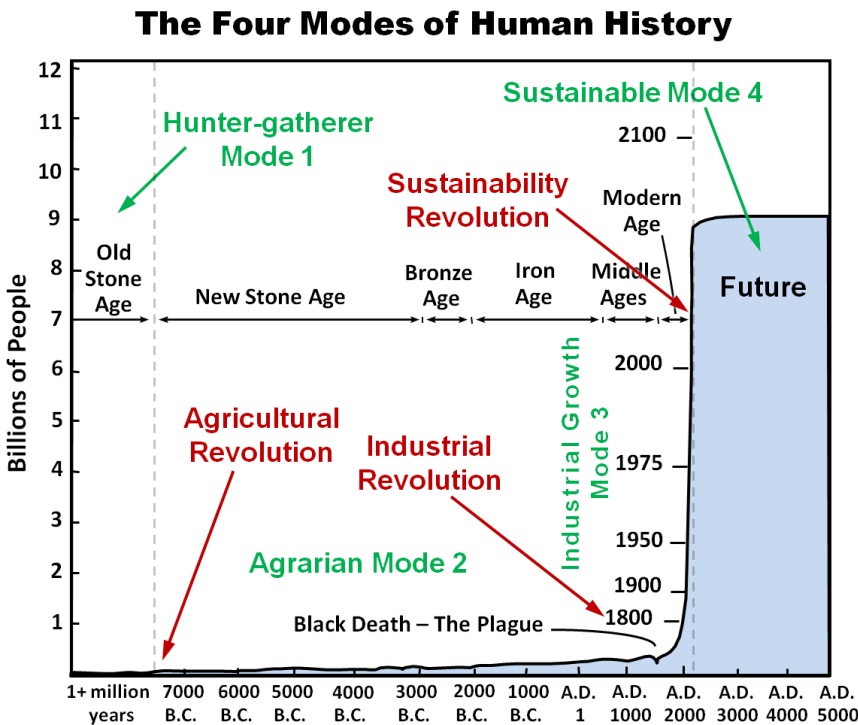 The Four Modes of Human History
Billions of People
12
11
10
9
8
7
6
5
4
3
2
1
Hunter-gatherer
Mode 1
Sustainable Mode 4
2100
Sustainability
Revolution
Modern
Age
Old
Stone
Age
New Stone Age
Bronze
Age
Iron
Age
Middle
Ages
Future
2000
Agricultural
Revolution
Industrial
Revolution
Industrial Growth
Mode 3
1975
1950
1900
1800
Agrarian Mode 2
Black Death – The Plague
1+ million
years
7000
B.C.
6000
B.C.
5000
B.C.
4000
B.C.
3000
B.C.
2000
B.C.
1000
B.C.
A.D.
1
A.D.
1000
A.D.
2000
A.D.
3000
A.D.
4000
A.D.
5000